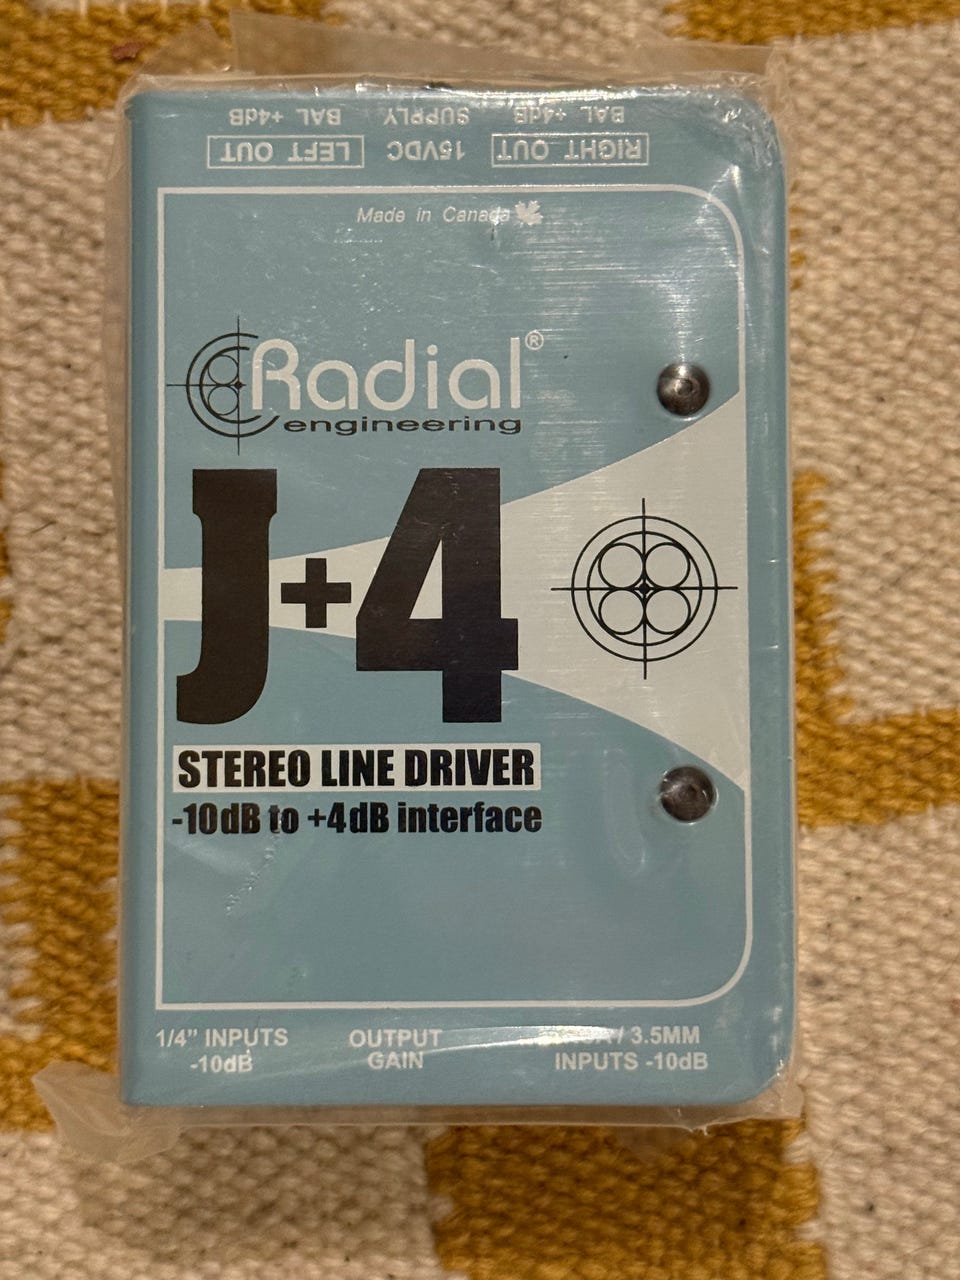 BAL +4dB SUPPLY BAL +4dB
LEFT OUT 15VDC RIGHT OUT
Made in Canada
Radial®
engineering
J+4
STEREO LINE DRIVER
-10dB to +4dB interface
1/4” INPUTS OUTPUT / 3.5MM
-10dB GAIN INPUTS -10dB